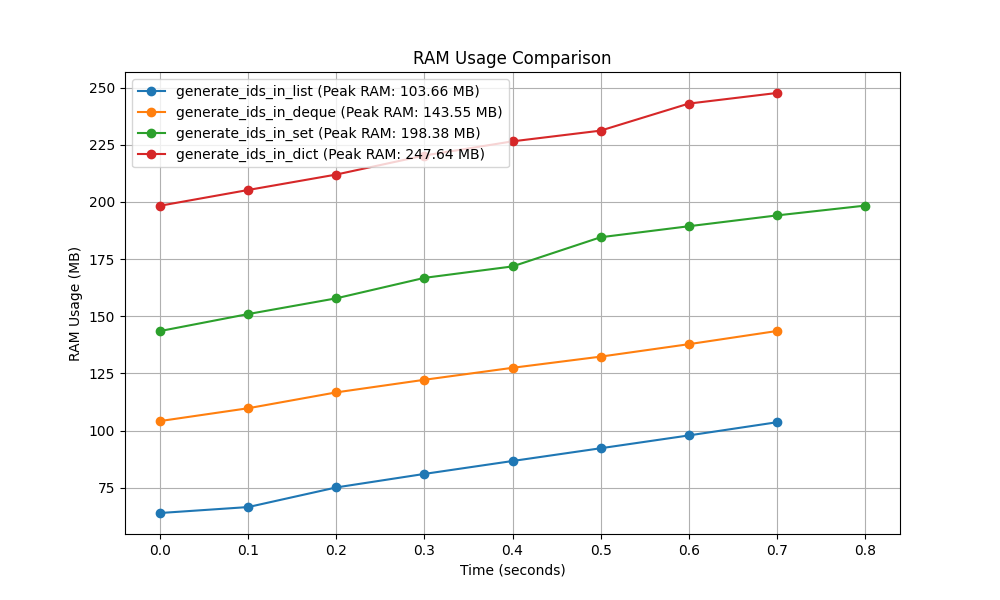 RAM Usage Comparison
generate_ids_in_list (Peak RAM: 103.66 MB)
generate_ids_in_deque (Peak RAM: 143.55 MB)
generate_ids_in_set (Peak RAM: 198.38 MB)
generate_ids_in_dict (Peak RAM: 247.64 MB)
RAM Usage (MB)
250
225
200
175
150
125
100
75
0.0 0.1 0.2 0.3 0.4 0.5 0.6 0.7 0.8
Time (seconds)